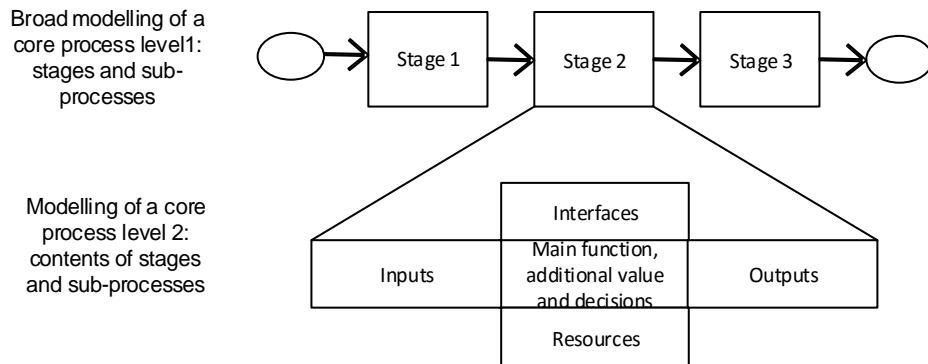 Broad modelling of a
core process level1:
stages and sub-
processes
Stage 1
Stage 2
Stage 3
Modelling of a core
process level 2:
contents of stages
and sub-processes
Interfaces
Inputs
Main function,
additional value
and decisions
Outputs
Resources